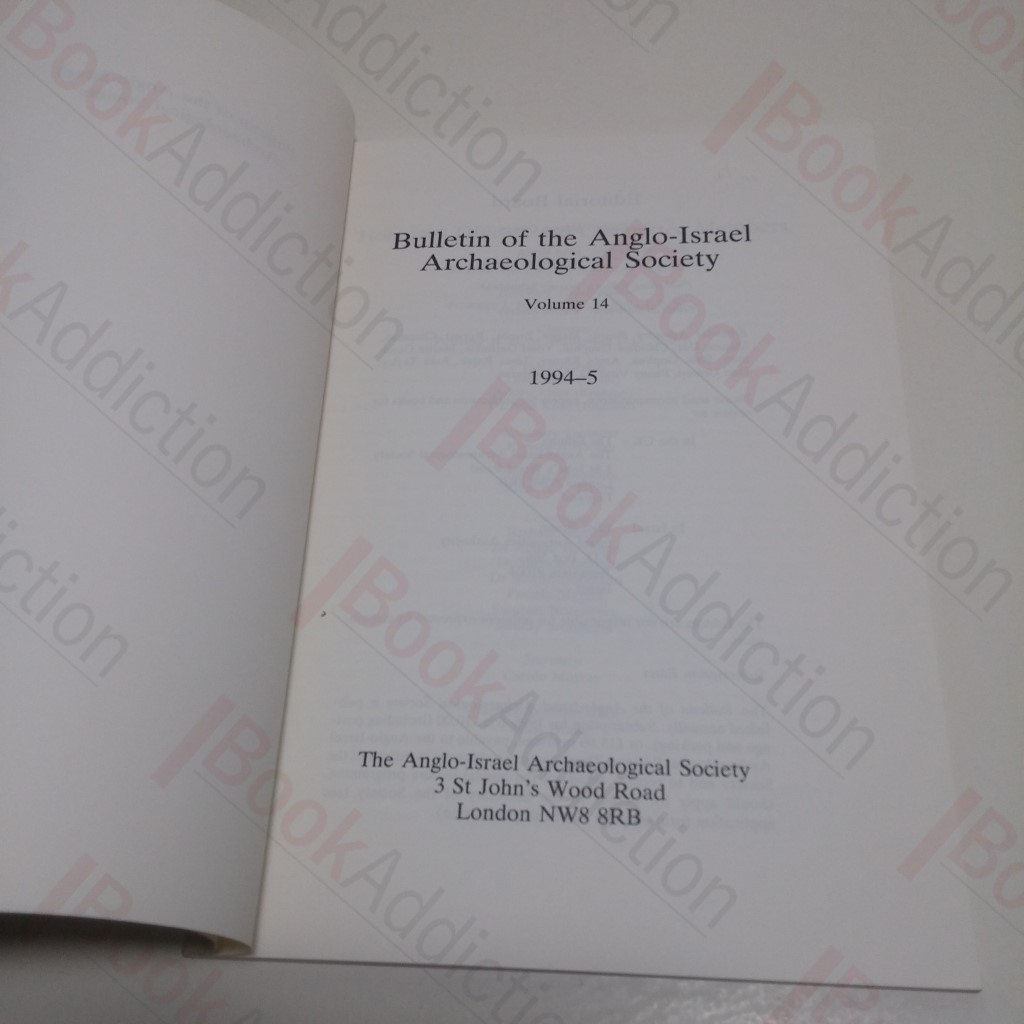 Bulletin of the Anglo-Israel
Archaeological Society
Volume 14
1994–5
The Anglo-Israel Archaeological Society
3 St John's Wood Road
London NW8 8RB
BookAddiction